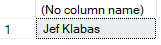 (No column name)
1 Jef Klabas